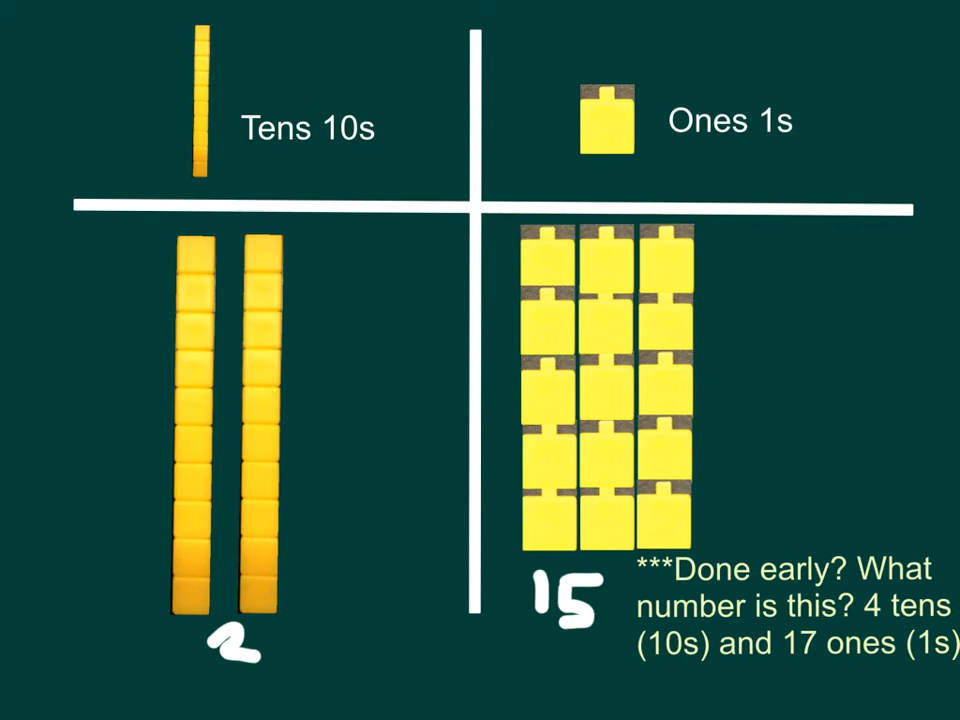 Tens 10s
Ones 1s
2
15
***Done early? What
number is this? 4 tens
(10s) and 17 ones (1s)